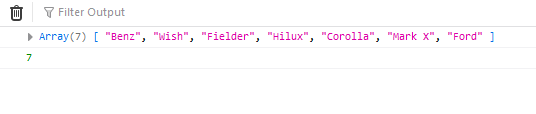 Filter Output
Array(7) [ "Benz", "Wish", "Fielder", "Hilux", "Corolla", "Mark X", "Ford" ]
7